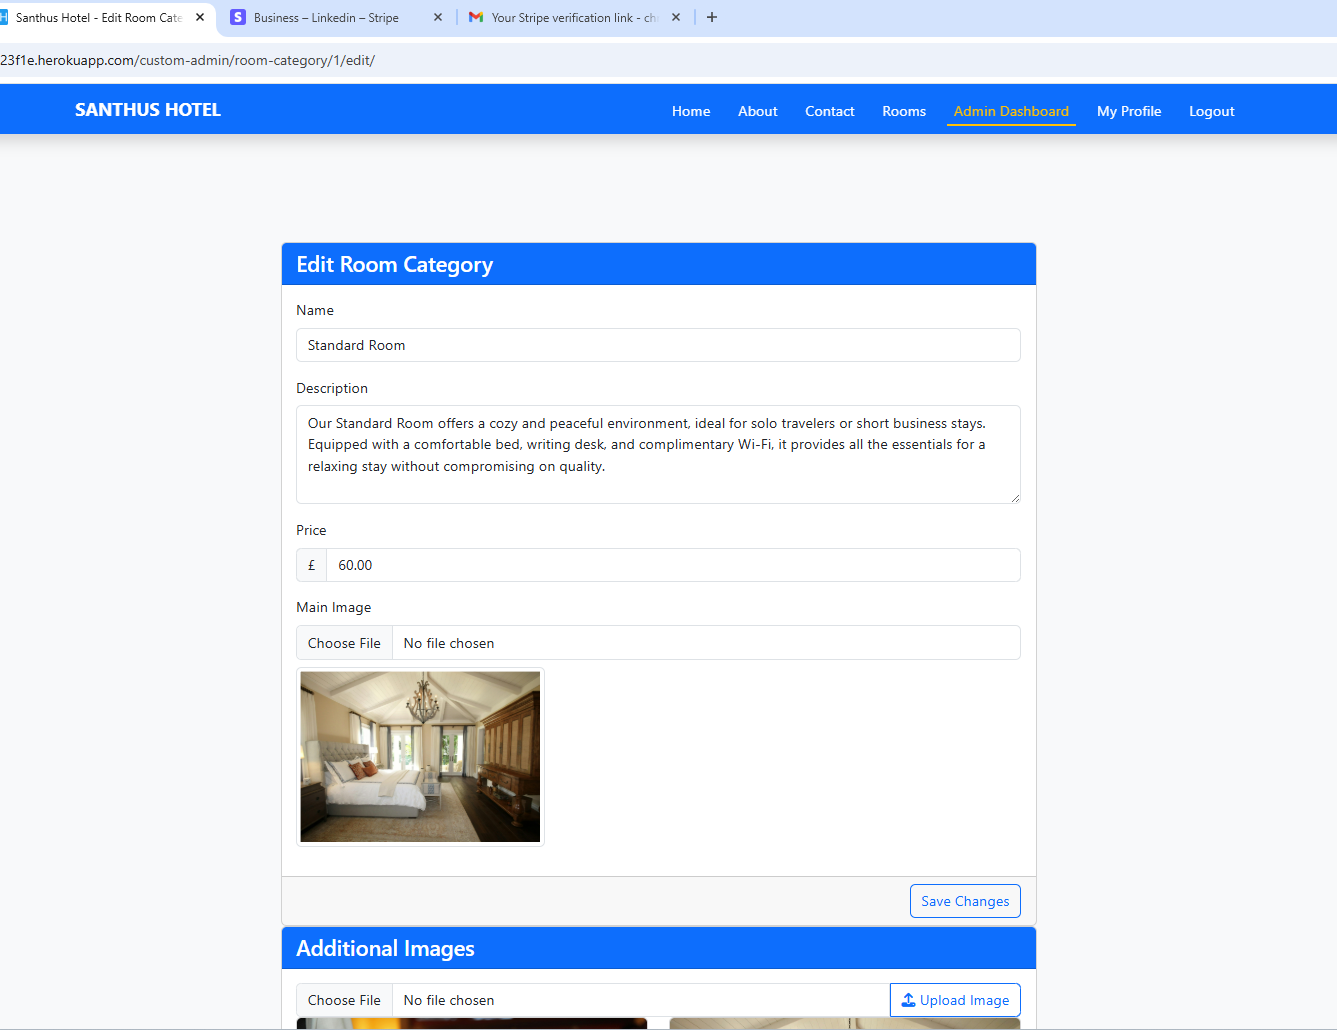 Santhus Hotel - Edit Room Cate
Business – Linkedin – Stripe
Your Stripe verification link - ch
23f1e.herokuapp.com/custom-admin/room-category/1/edit/
SANTHUS HOTEL
Home
About
Contact
Rooms
Admin Dashboard
My Profile
Logout
Edit Room Category
Name
Standard Room
Description
Our Standard Room offers a cozy and peaceful environment, ideal for solo travelers or short business stays.
Equipped with a comfortable bed, writing desk, and complimentary Wi-Fi, it provides all the essentials for a
relaxing stay without compromising on quality.
Price
£ 60.00
Main Image
Choose File No file chosen
Save Changes
Additional Images
Choose File No file chosen
Upload Image